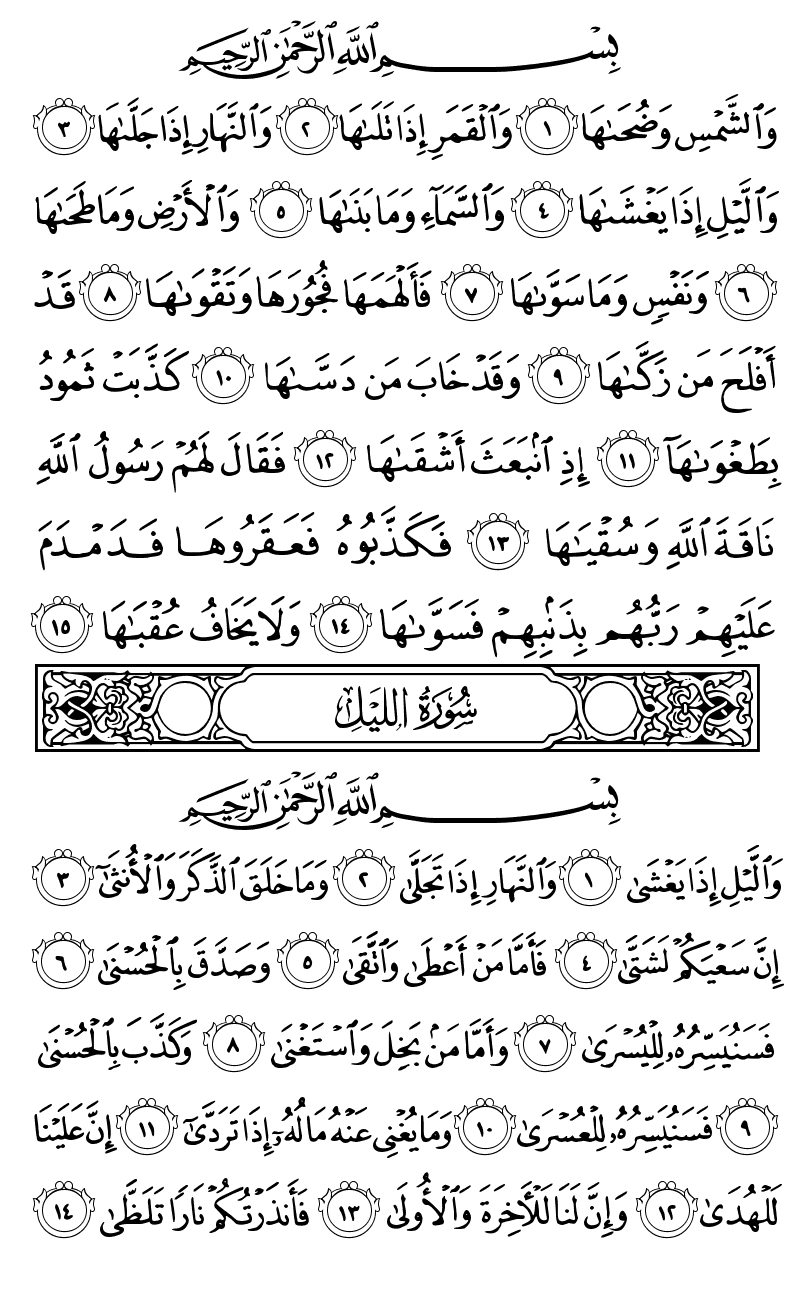 بِسْمِ ٱللَّهِ ٱلرَّحْمَٰنِ ٱلرَّحِيمِ
وَٱلشَّمْسِ وَضُحَىٰهَا ١ وَٱلْقَمَرِ إِذَا تَلَىٰهَا ٢ وَٱلنَّهَارِ إِذَا جَلَّىٰهَا ٣
وَٱلَّيْلِ إِذَا يَغْشَىٰهَا ٤ وَٱلسَّمَآءِ وَمَا بَنَىٰهَا ٥ وَٱلْأَرْضِ وَمَا طَحَىٰهَا
٦ وَنَفْسٍ وَمَا سَوَّىٰهَا ٧ فَأَلْهَمَهَا فُجُورَهَا وَتَقْوَىٰهَا ٨ قَدْ
أَفْلَحَ مَن زَكَّىٰهَا ٩ وَقَدْ خَابَ مَن دَسَّىٰهَا ١٠ كَذَّبَتْ ثَمُودُ
بِطَغْوَىٰهَآ ١١ إِذِ ٱنۢبَعَثَ أَشْقَىٰهَا ١٢ فَقَالَ لَهُمْ رَسُولُ ٱللَّهِ
نَاقَةَ ٱللَّهِ وَسُقْيَٰهَا ١٣ فَكَذَّبُوهُ فَعَقَرُوهَا فَدَمْدَمَ
عَلَيْهِمْ رَبُّهُم بِذَنۢبِهِمْ فَسَوَّىٰهَا ١٤ وَلَا يَخَافُ عُقْبَٰهَا ١٥
سُورَةُ اللَّيْلِ
بِسْمِ ٱللَّهِ ٱلرَّحْمَٰنِ ٱلرَّحِيمِ
وَٱلَّيْلِ إِذَا يَغْشَىٰ ١ وَٱلنَّهَارِ إِذَا تَجَلَّىٰ ٢ وَمَا خَلَقَ ٱلذَّكَرَ وَٱلْأُنثَىٰٓ ٣
إِنَّ سَعْيَكُمْ لَشَتَّىٰ ٤ فَأَمَّا مَنْ أَعْطَىٰ وَٱتَّقَىٰ ٥ وَصَدَّقَ بِٱلْحُسْنَىٰ ٦
فَسَنُيَسِّرُهُۥ لِلْيُسْرَىٰ ٧ وَأَمَّا مَنۢ بَخِلَ وَٱسْتَغْنَىٰ ٨ وَكَذَّبَ بِٱلْحُسْنَىٰ
٩ فَسَنُيَسِّرُهُۥ لِلْعُسْرَىٰ ١٠ وَمَا يُغْنِى عَنْهُ مَالُهُۥٓ إِذَا تَرَدَّىٰٓ ١١ إِنَّ عَلَيْنَا
لَلْهُدَىٰ ١٢ وَإِنَّ لَنَا لَلْأَخِرَةَ وَٱلْأُولَىٰ ١٣ فَأَنذَرْتُكُمْ نَارًا تَلَظَّىٰ ١٤